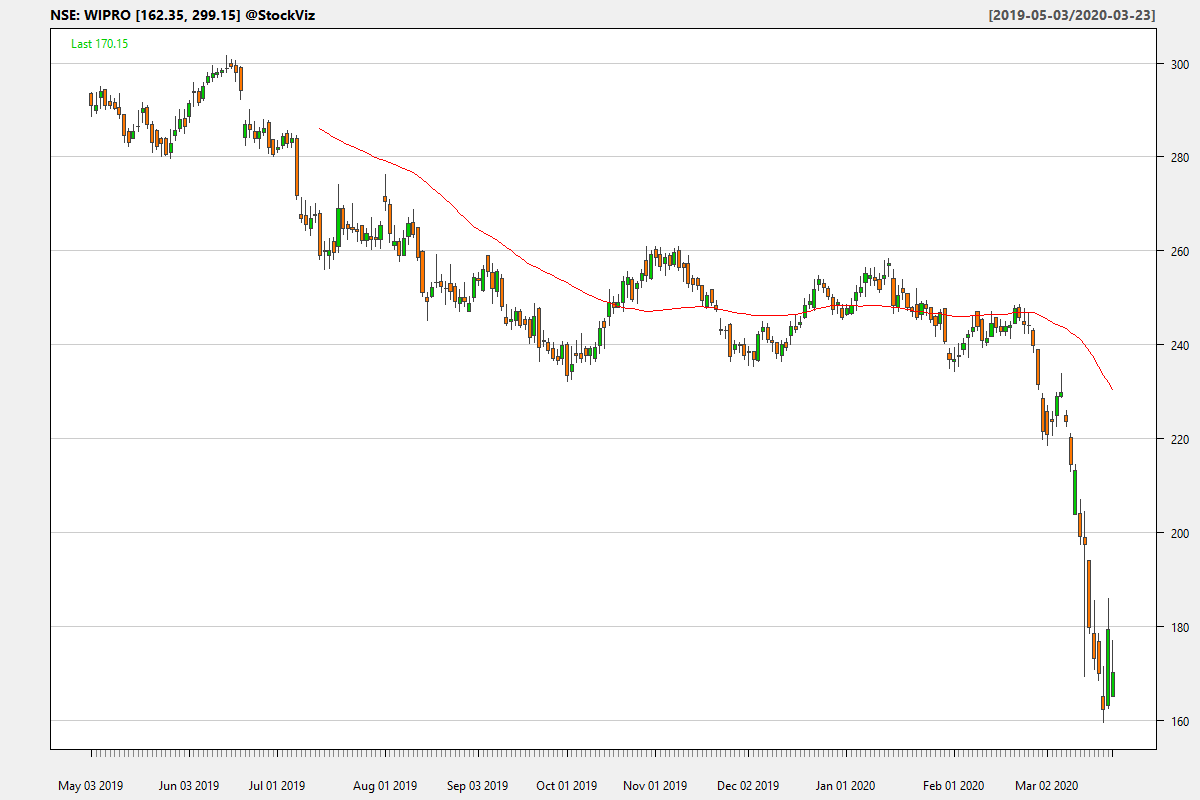 NSE: WIPRO [162.35, 299.15] @StockViz
[2019-05-03/2020-03-23]
Last 170.15
300
280
260
240
220
200
180
160
May 03 2019
Jun 03 2019
Jul 01 2019
Aug 01 2019
Sep 03 2019
Oct 01 2019
Nov 01 2019
Dec 02 2019
Jan 01 2020
Feb 01 2020
Mar 02 2020